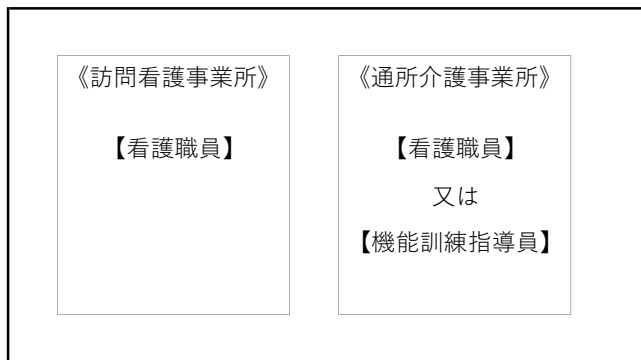 《訪問看護事業所》
【看護職員】
《通所介護事業所》
【看護職員】
又は
【機能訓練指導員】